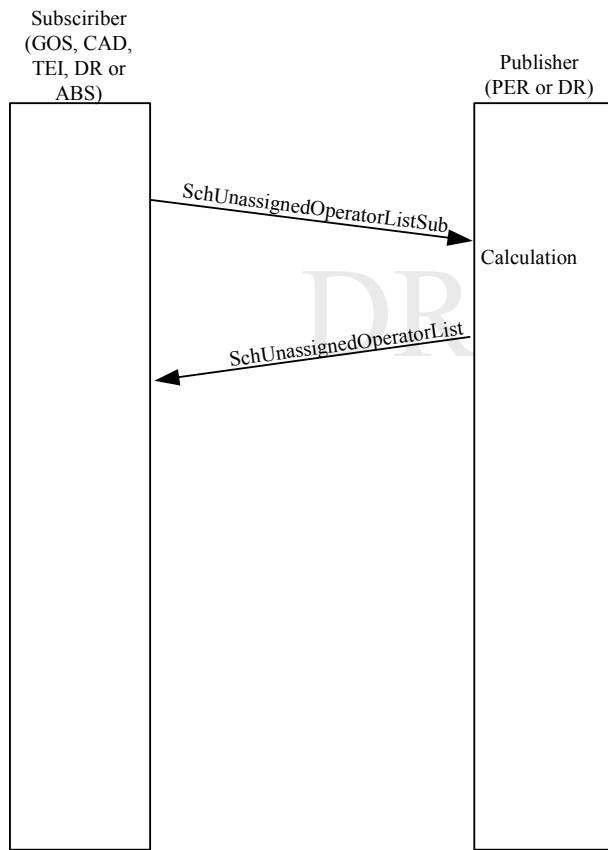 Subsciriber
(GOS, CAD,
TEI, DR or
ABS)
Publisher
(PER or DR)
SchUnassignedOperatorListSub
Calculation
DR
SchUnassignedOperatorList